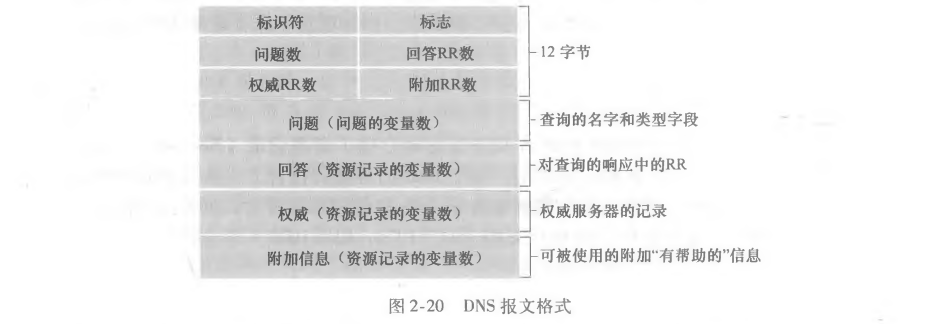 标识符 标志
问题数 回答RR数 12 字节
权威RR数 附加RR数
问题（问题的变量数） 查询的名字和类型字段
回答（资源记录的变量数） 对查询的响应中的RR
权威（资源记录的变量数） 权威服务器的记录
附加信息（资源记录的变量数） 可被使用的附加“有帮助的”信息
图 2-20 DNS 报文格式